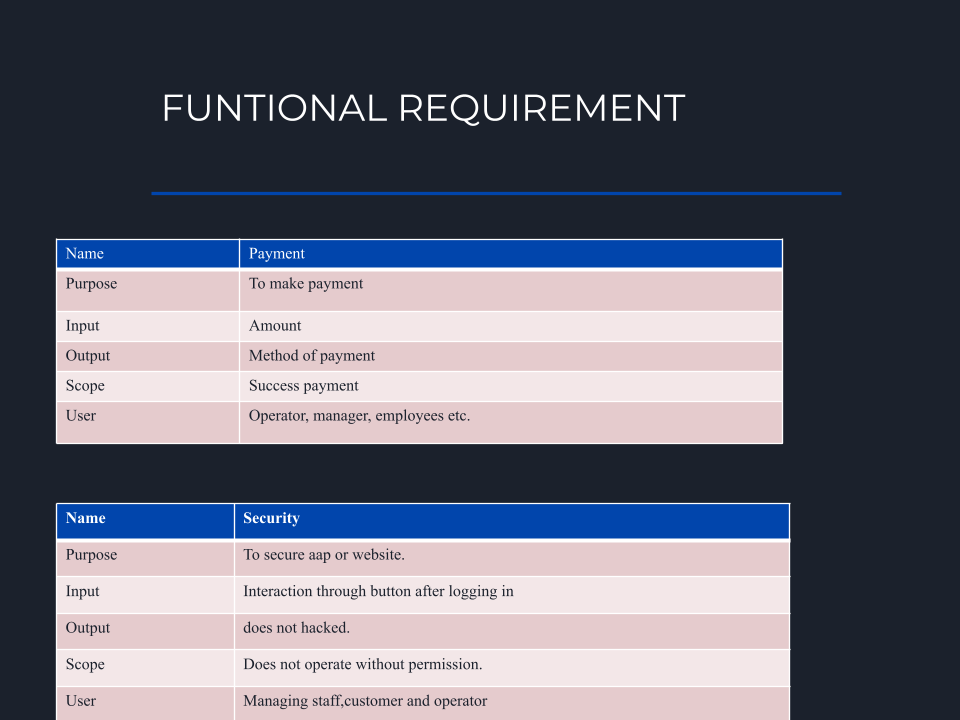 FUNTIONAL REQUIREMENT
Name Payment
Purpose To make payment
Input Amount
Output Method of payment
Scope Success payment
User Operator, manager, employees etc.
Name Security
Purpose To secure aap or website.
Input Interaction through button after logging in
Output does not hacked.
Scope Does not operate without permission.
User Managing staff,customer and operator